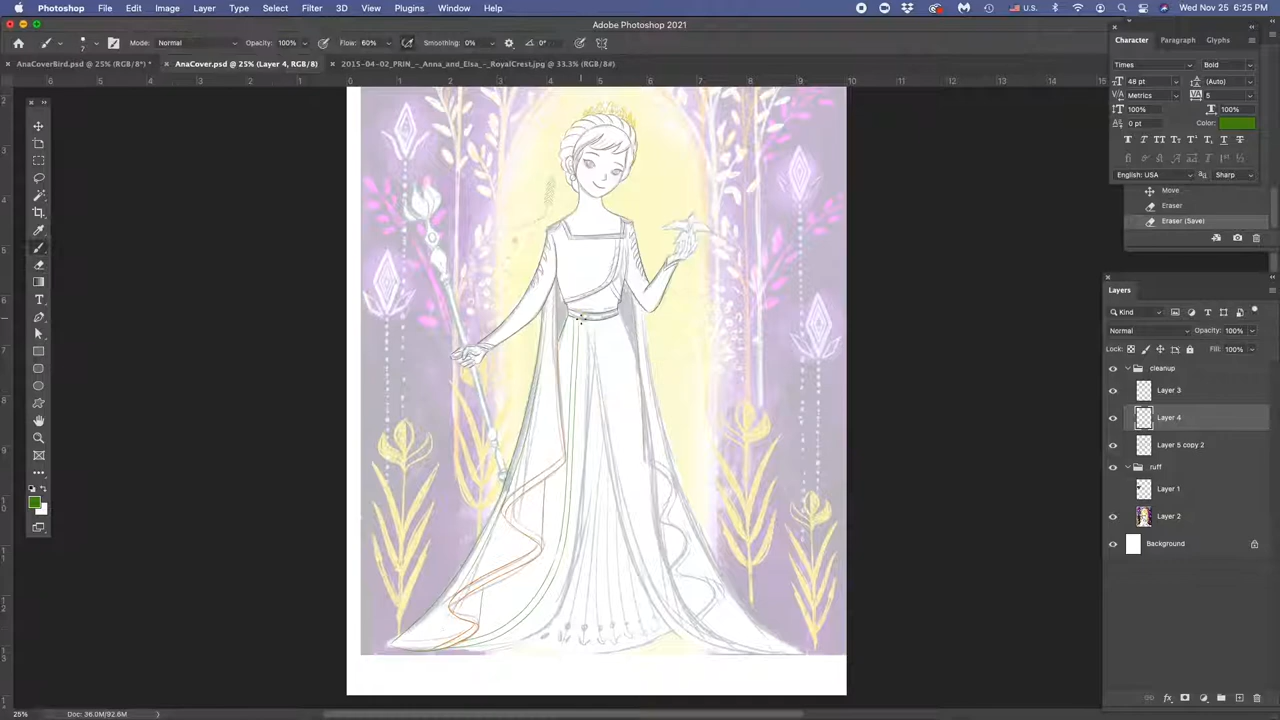 Photoshop File Edit Image Layer Type Select Filter 3D View Plugins Window Help U.S. Wed Nov 25 6:25 PM
Adobe Photoshop 2021
7 Mode: Normal Opacity: 100% Flow: 60% Smoothing: 0% 0°
AnaCoverBird.psd @ 25% (RGB/8*) * AnaCover.psd @ 25% (Layer 4, RGB/8) 2015-04-02_PRIN_-_Anna_and_Elsa_-_RoyalCrest.jpg @ 33.3% (RGB/8#)
Character Paragraph Glyphs
Times Bold
48 pt (Auto)
Metrics 5
100% 100%
0 pt Color:
English: USA Sharp
Move
Eraser
Eraser (Save)
Layers
Kind
Normal Opacity: 100%
Lock: Fill: 100%
cleanup
Layer 3
Layer 4
Layer 5 copy 2
ruff
Layer 1
Layer 2
Background
25% Doc: 36.0M/92.6M